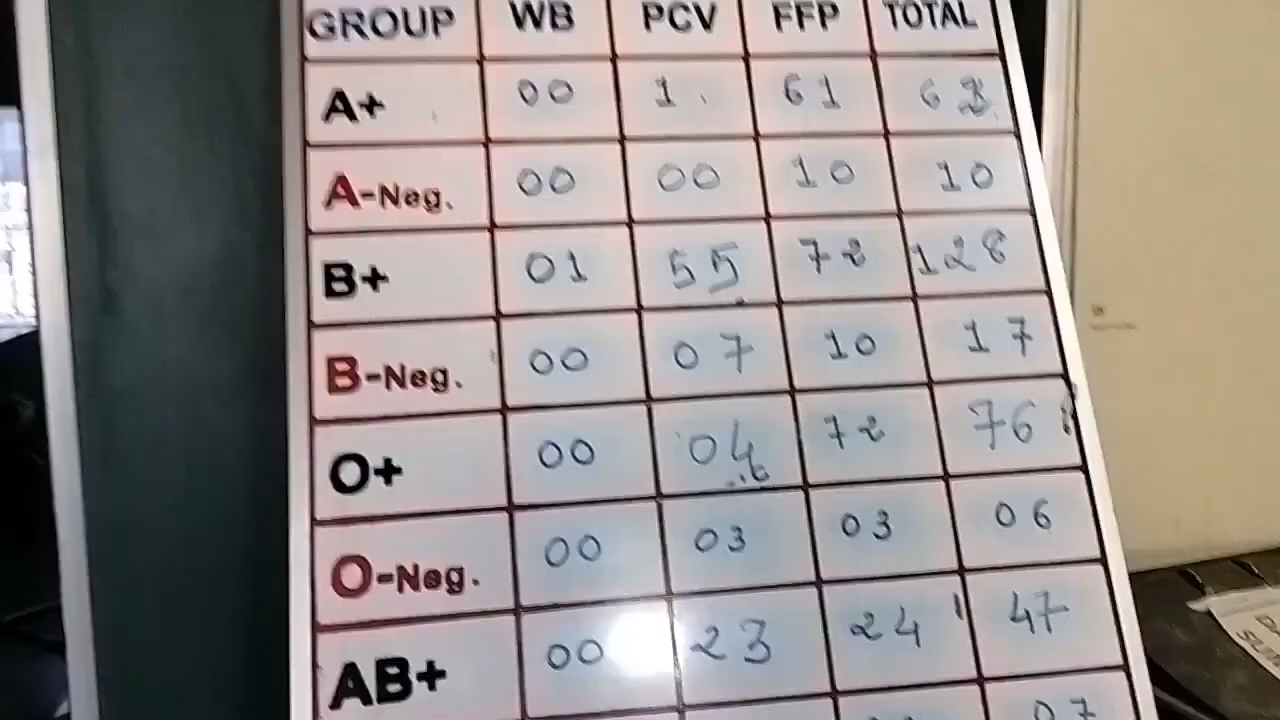 GROUP WB PCV FFP TOTAL
A+ 00 1 61 62
A-Neg. 00 00 10 10
B+ 01 55 72 128
B-Neg. 00 07 10 17
O+ 00 04 72 76
O-Neg. 00 03 03 06
AB+ 00 23 24 47
07